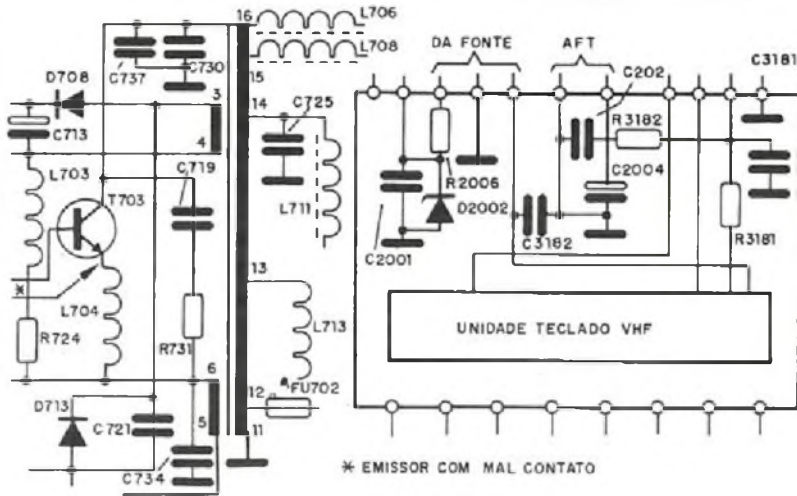 16
L706
L708
C737
C730
15
D708
3
14
C725
C713
4
L703
C719
T703
L711
13
*
L704
R724
R731
L713
6
FU702
12
D713
5
C721
11
C734
DA FONTE
AFT
C3181
C202
R3182
R2006
C2004
D2002
C3182
C2001
R3181
UNIDADE TECLADO VHF
* EMISSOR COM MAL CONTATO